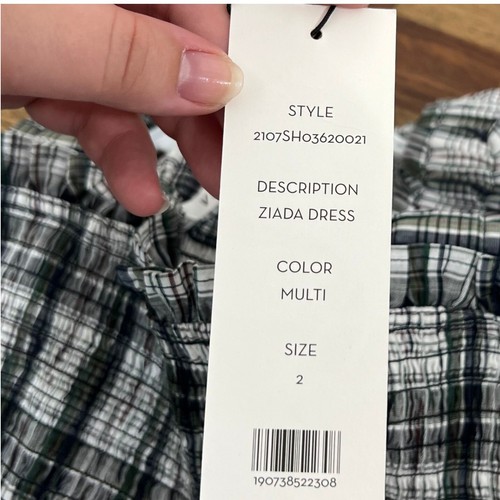 STYLE
2107SH03620021
DESCRIPTION
ZIADA DRESS
COLOR
MULTI
SIZE
2
190738522308